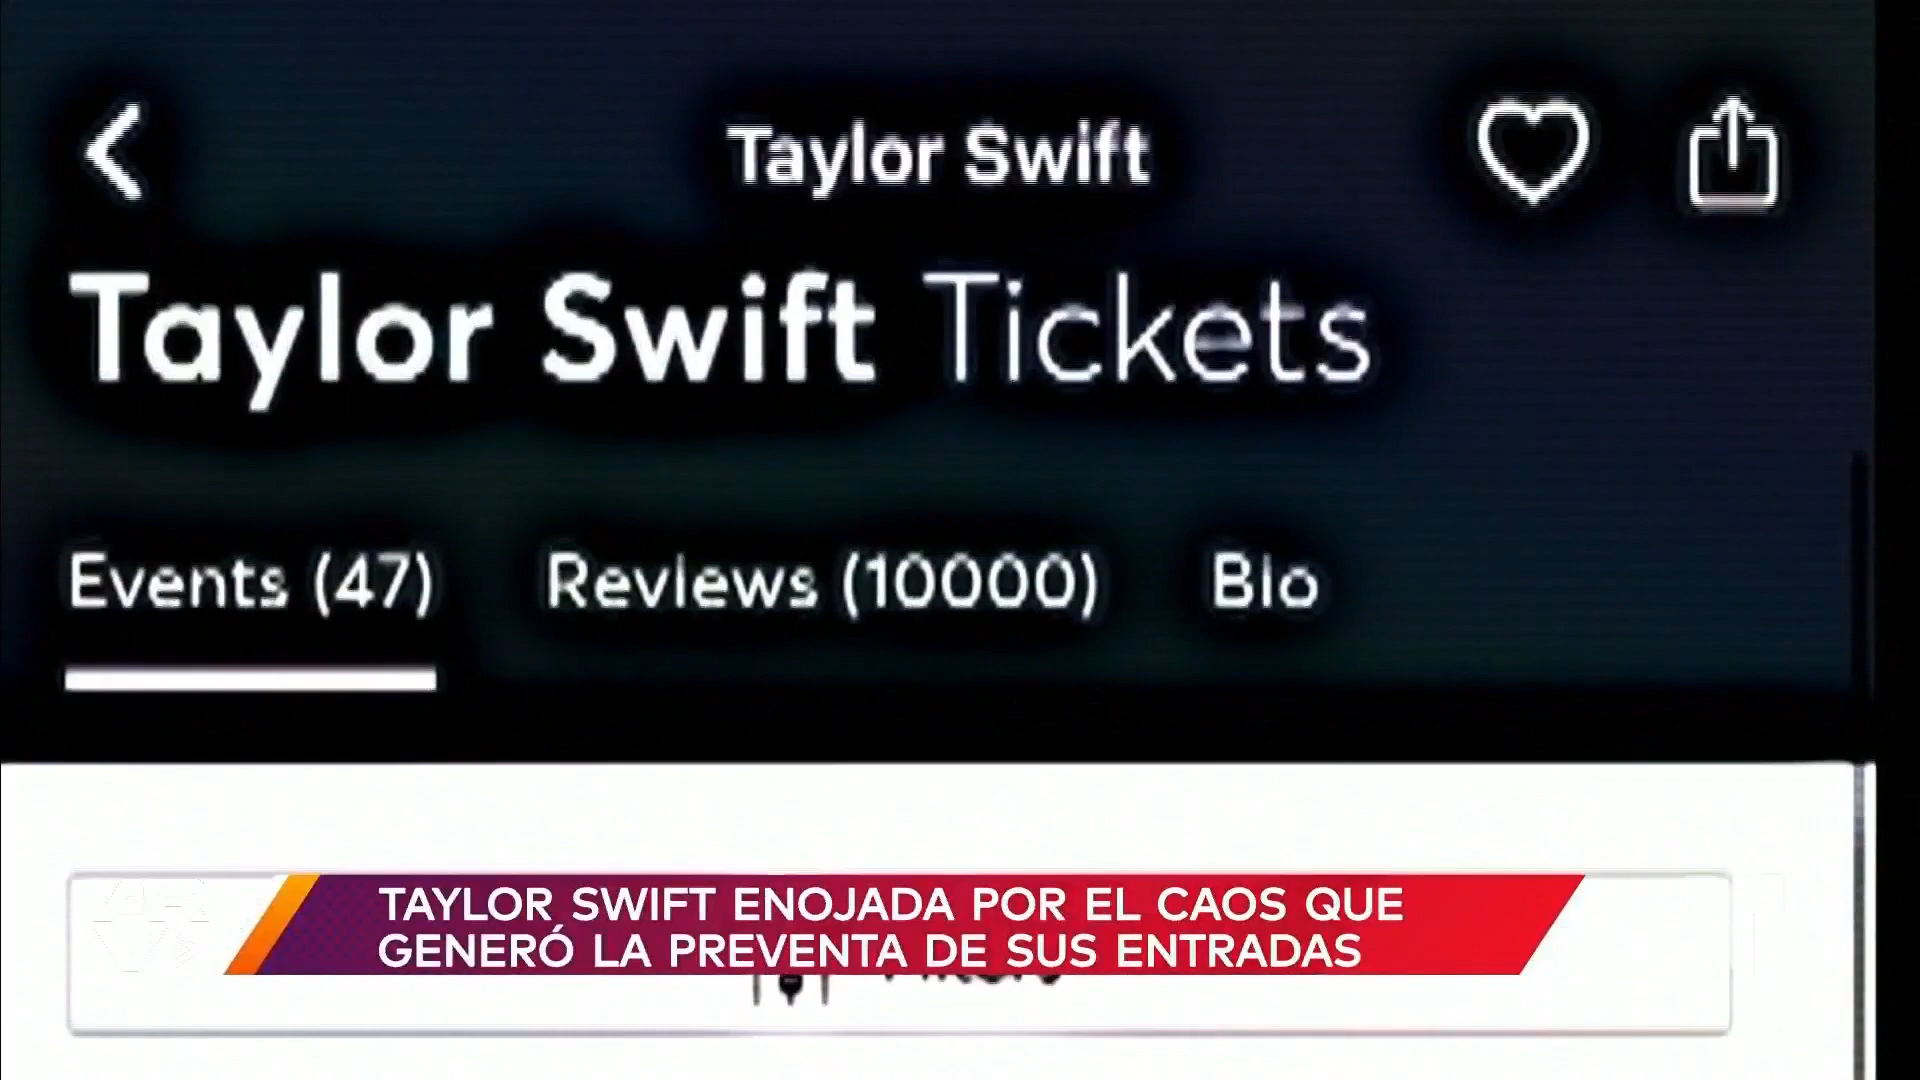 Taylor Swift
Taylor Swift Tickets
Events (47) Reviews (10000) Bio
TAYLOR SWIFT ENOJADA POR EL CAOS QUE
GENERÓ LA PREVENTA DE SUS ENTRADAS